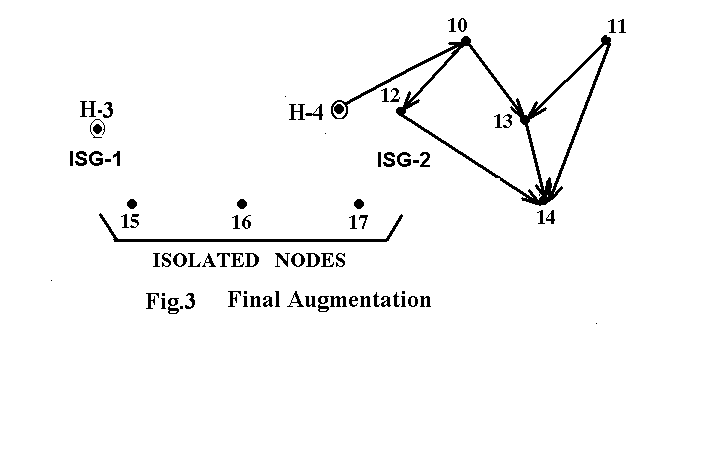 10
11
H-3
H-4
12
13
ISG-1
ISG-2
15
16
17
14
ISOLATED NODES
Fig.3 Final Augmentation